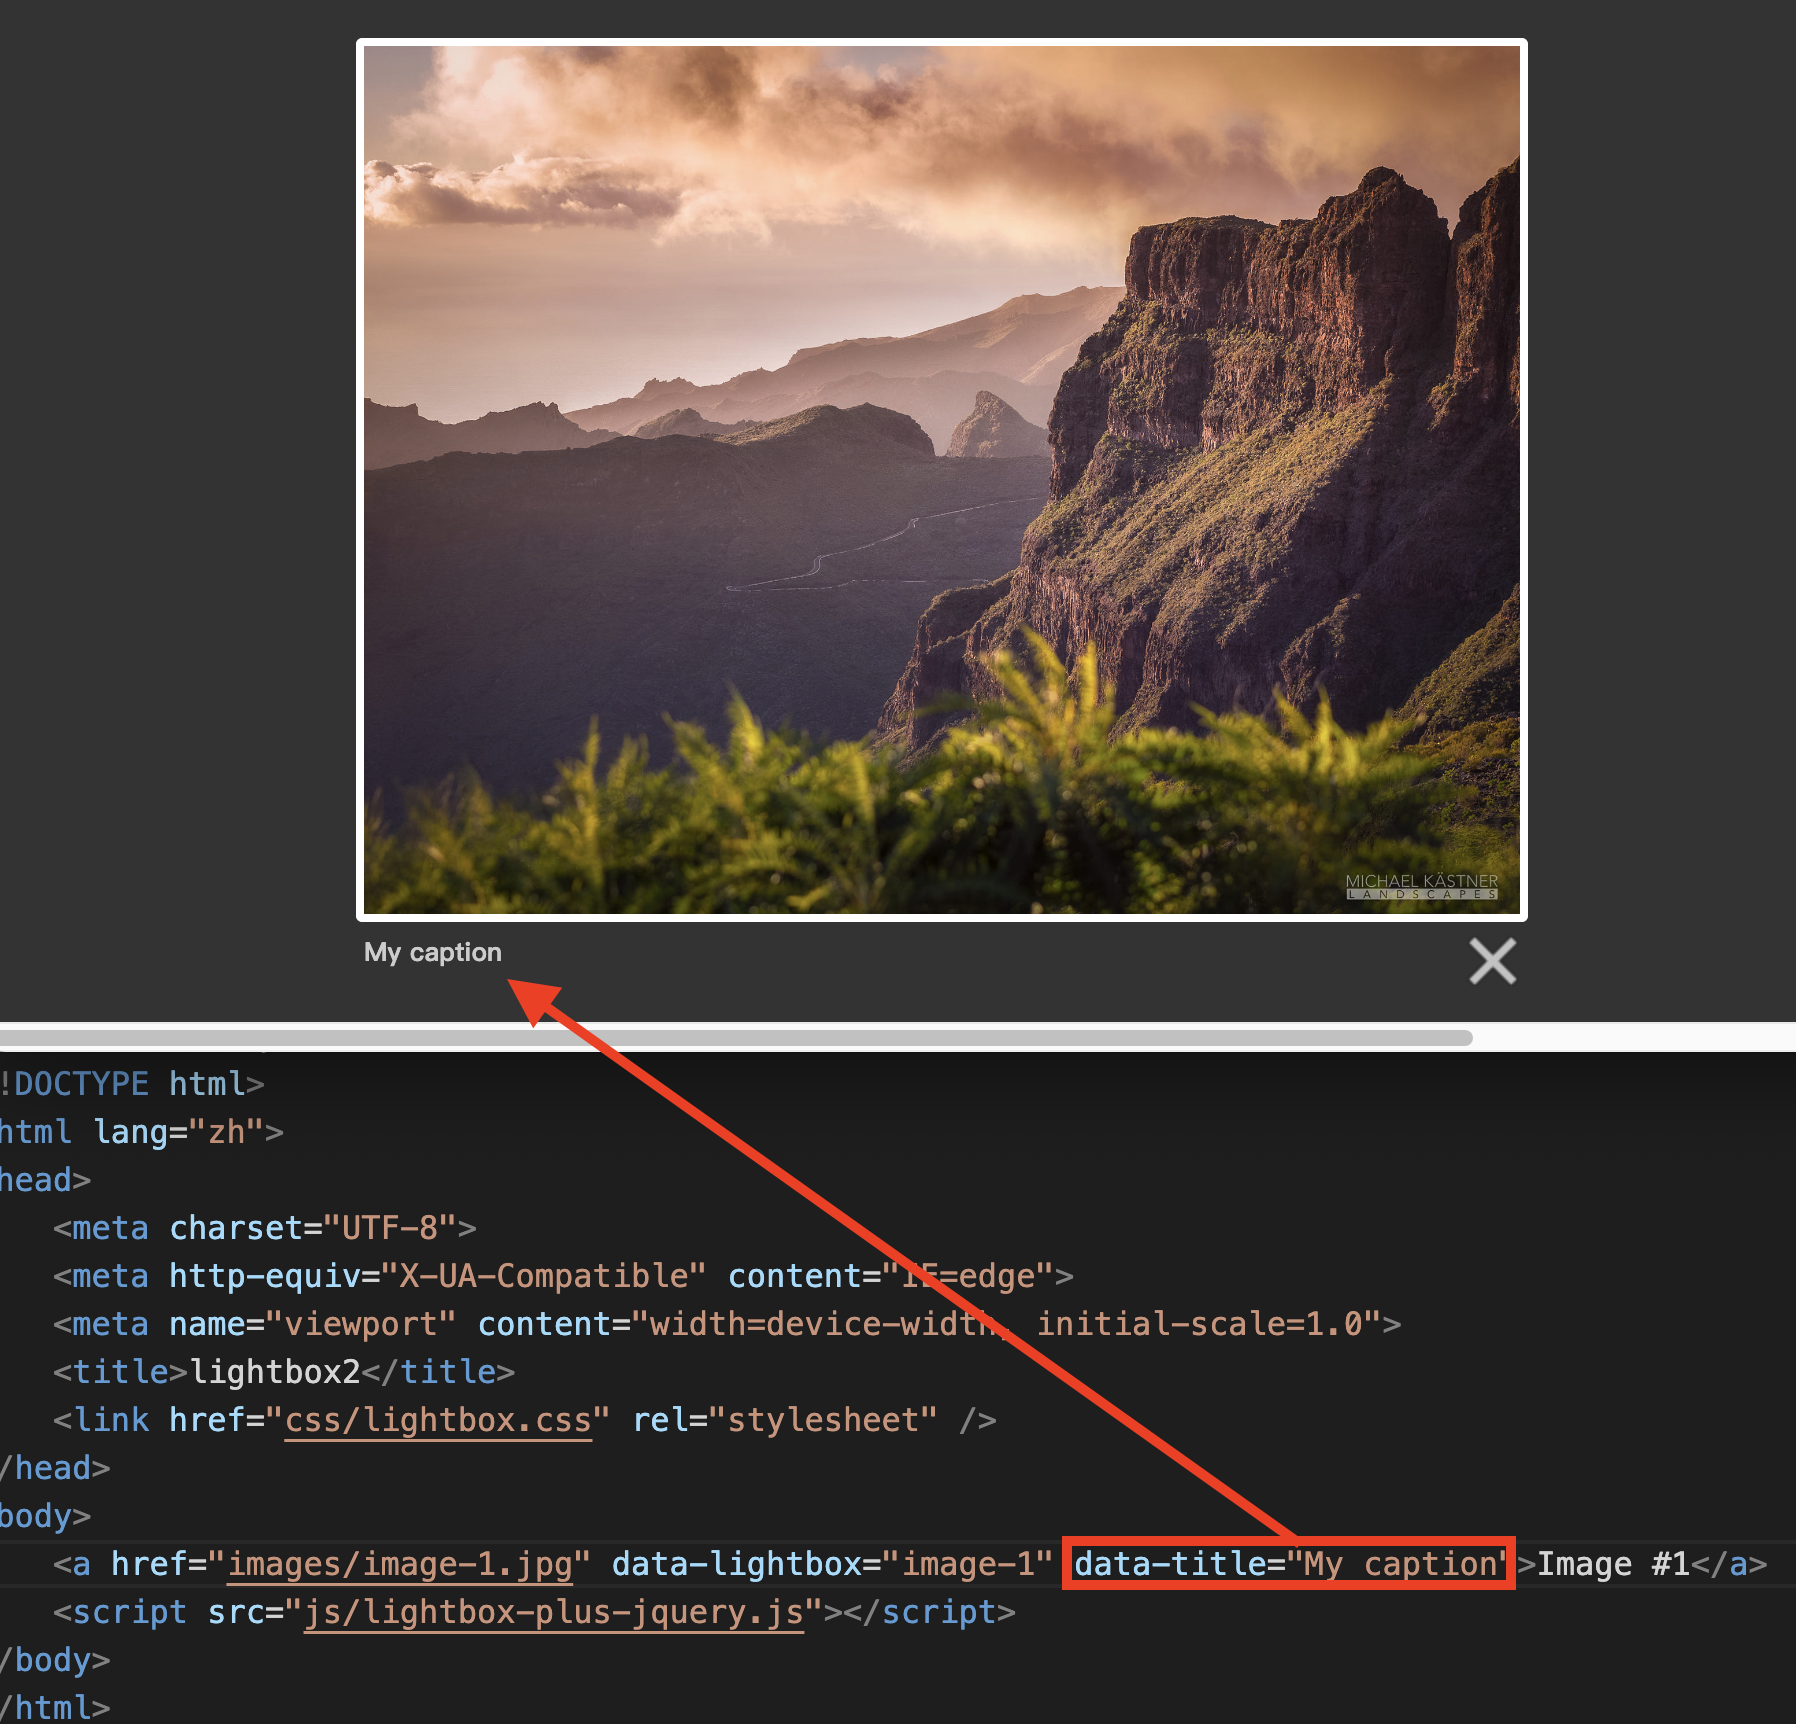 MICHAEL KÄSTNER
LANDSCAPES
My caption
!DOCTYPE html>
html lang="zh">
head>
<meta charset="UTF-8">
<meta http-equiv="X-UA-Compatible" content="IE=edge">
<meta name="viewport" content="width=device-width, initial-scale=1.0">
<title>lightbox2</title>
<link href="css/lightbox.css" rel="stylesheet" />
/head>
body>
<a href="images/image-1.jpg" data-lightbox="image-1" data-title="My caption">Image #1</a>
<script src="js/lightbox-plus-jquery.js"></script>
/body>
/html>